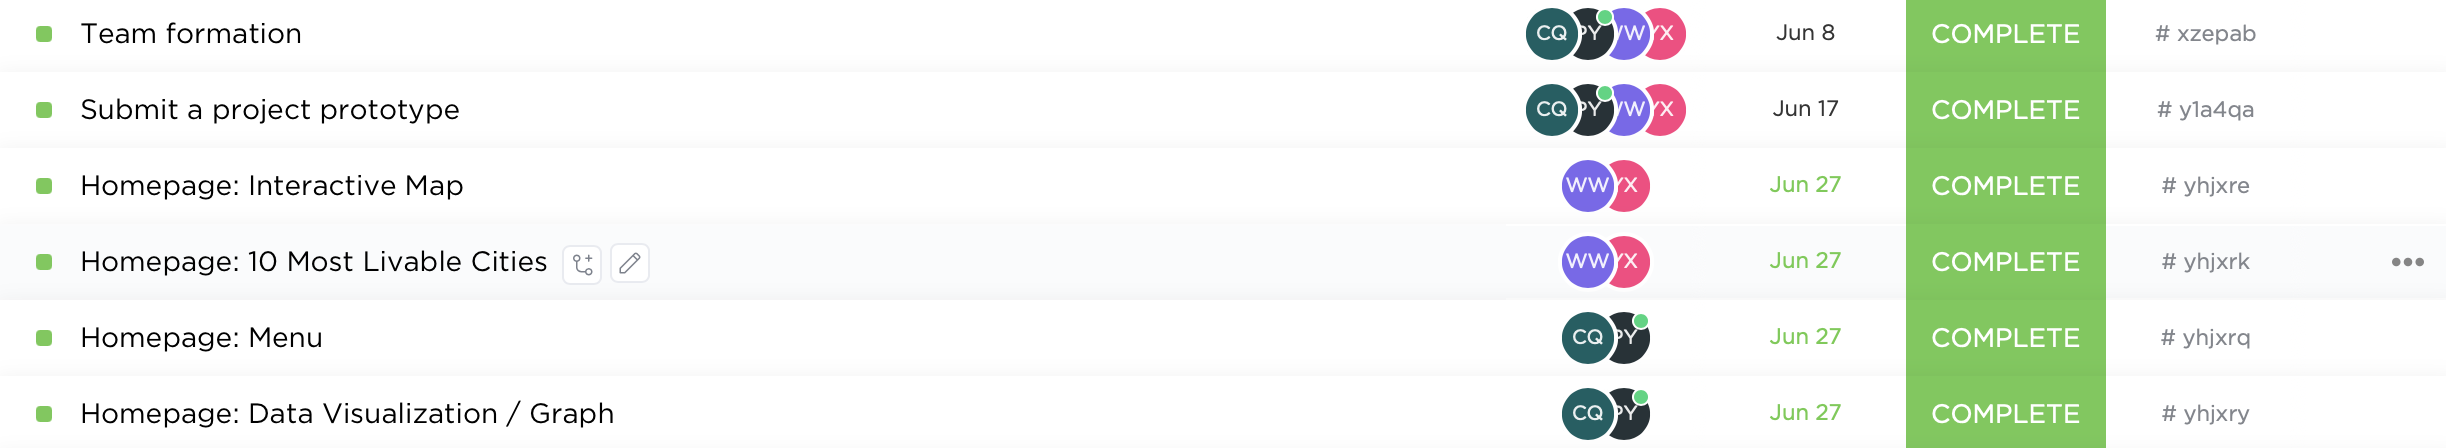 Team formation CQ PY WW YX Jun 8 COMPLETE # xzepab
Submit a project prototype CQ PY WW YX Jun 17 COMPLETE # y1a4qa
Homepage: Interactive Map WW YX Jun 27 COMPLETE # yhjxre
Homepage: 10 Most Livable Cities WW YX Jun 27 COMPLETE # yhjxrk
Homepage: Menu CQ PY Jun 27 COMPLETE # yhjxrq
Homepage: Data Visualization / Graph CQ PY Jun 27 COMPLETE # yhjxry